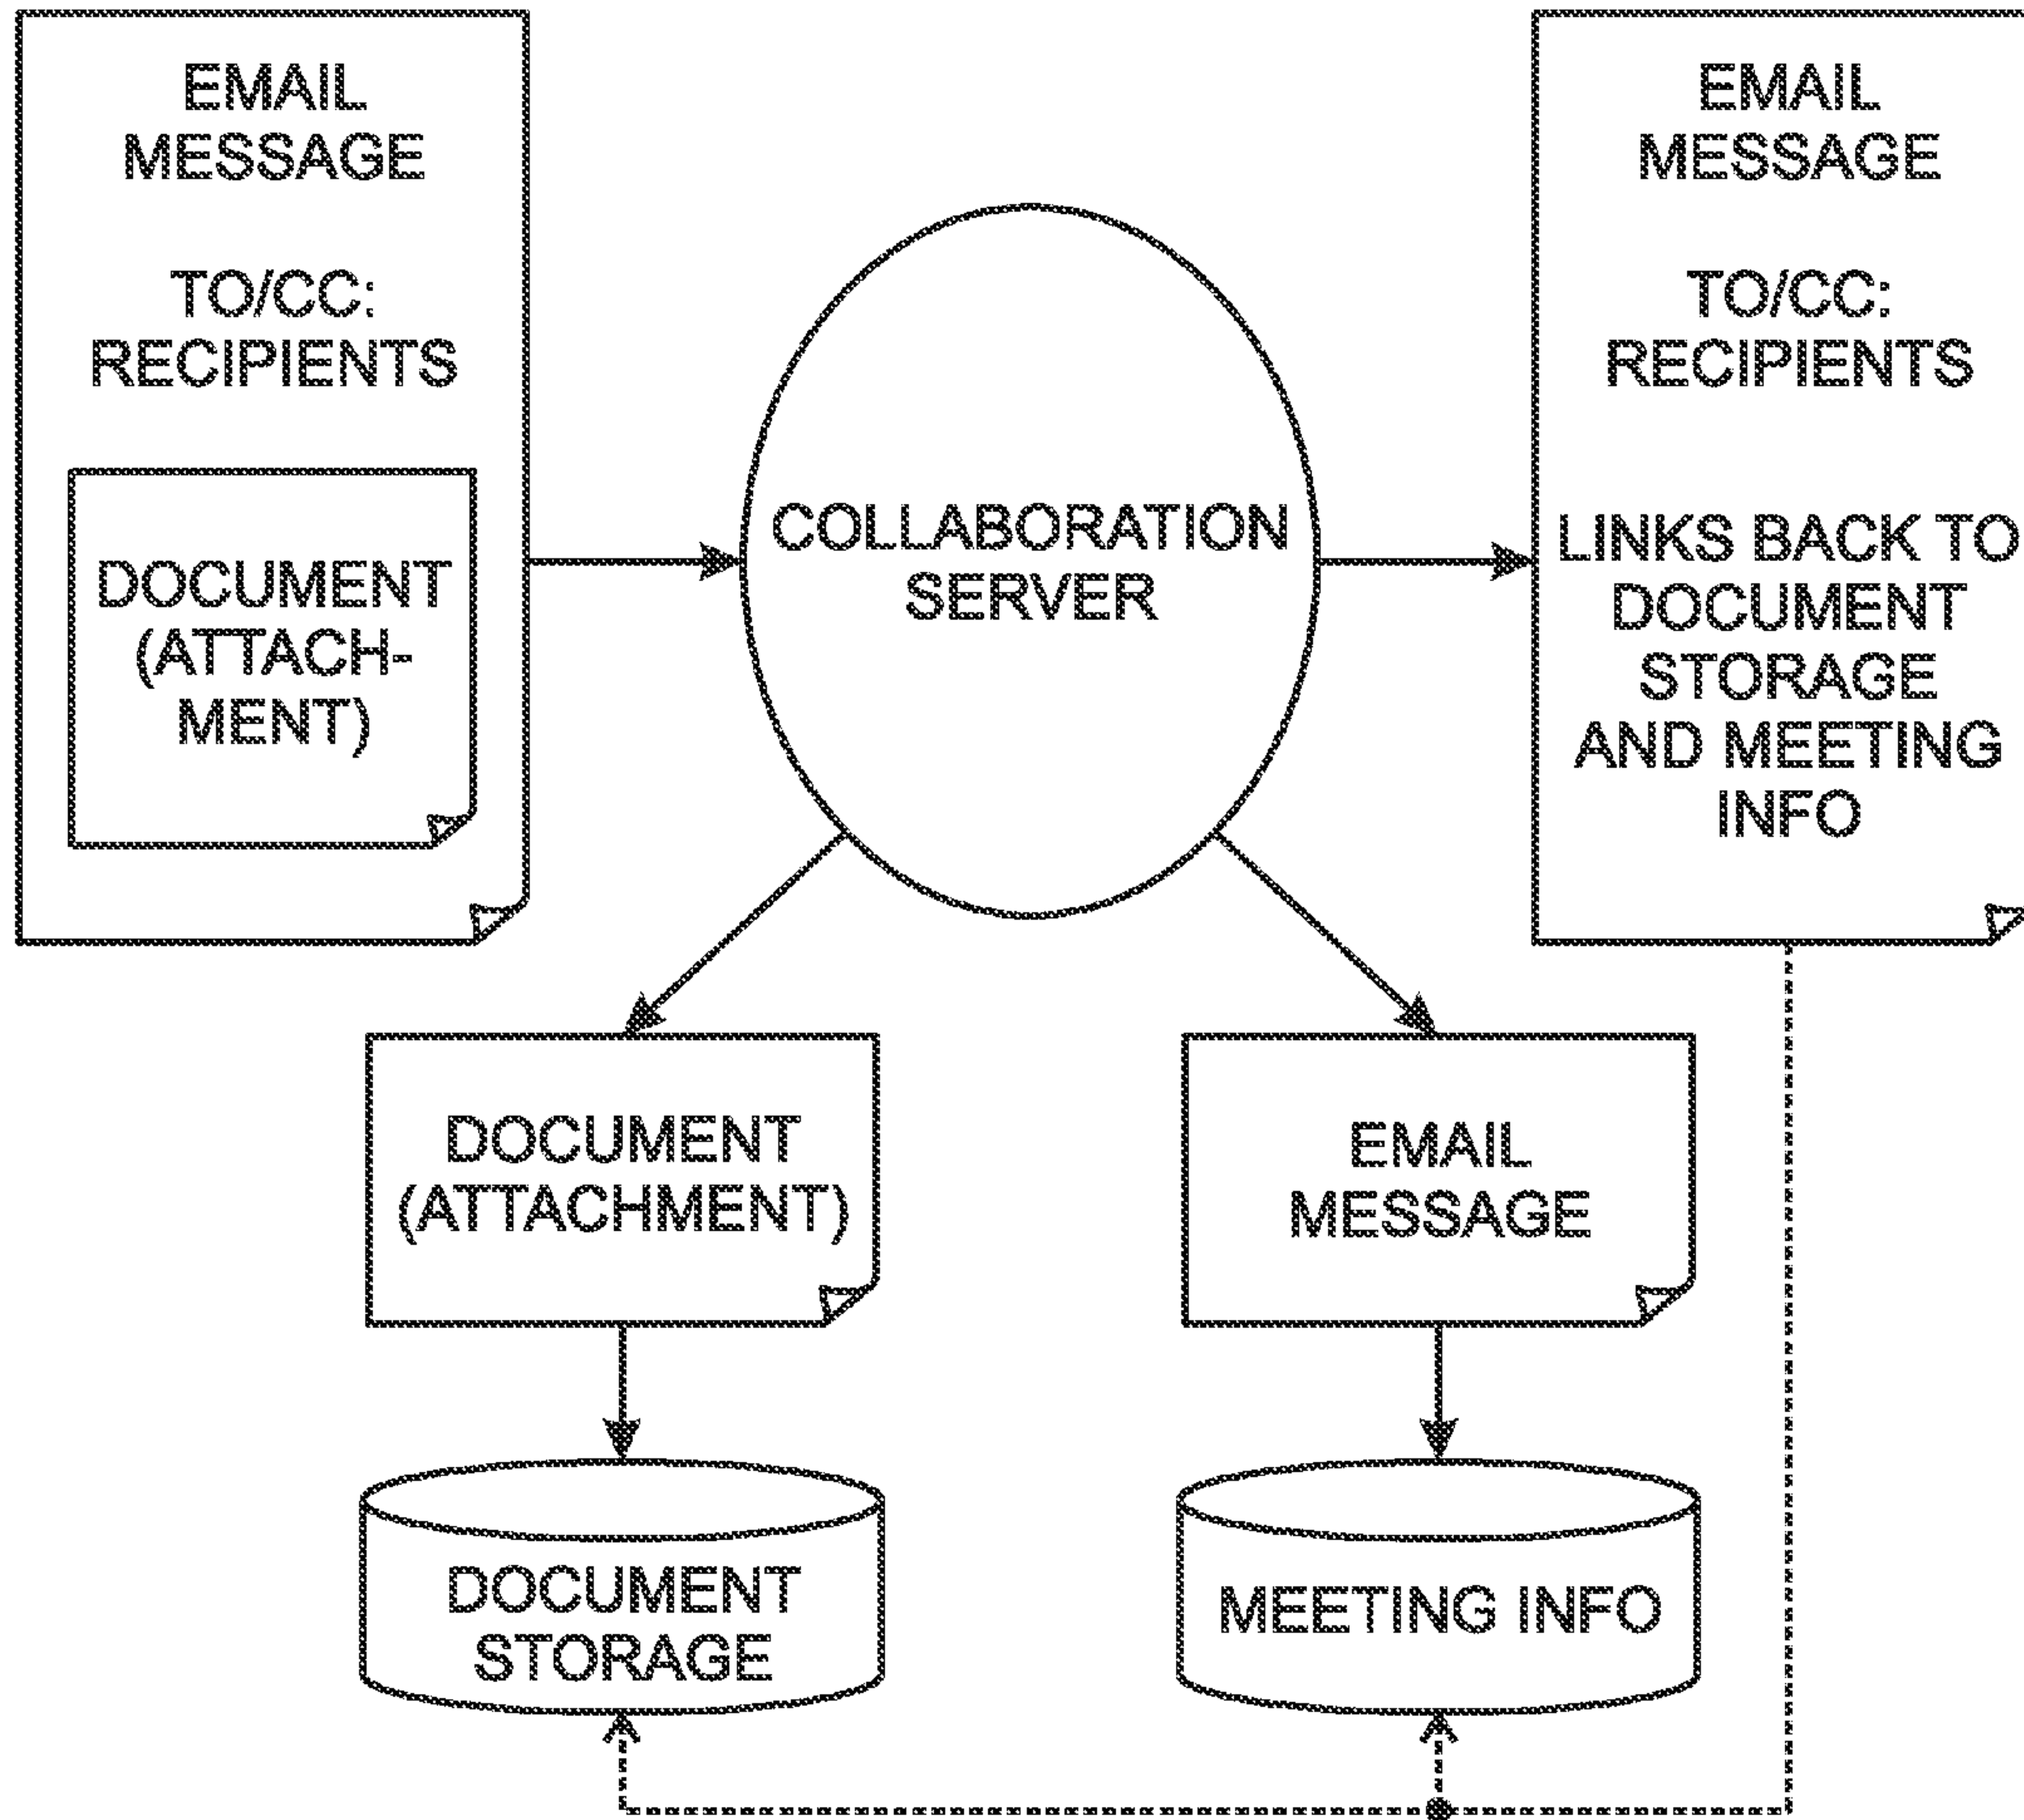 EMAIL
MESSAGE
TO/CC:
RECIPIENTS
DOCUMENT
(ATTACH-
MENT)
COLLABORATION
SERVER
EMAIL
MESSAGE
TO/CC:
RECIPIENTS
LINKS BACK TO
DOCUMENT
STORAGE
AND MEETING
INFO
DOCUMENT
(ATTACHMENT)
EMAIL
MESSAGE
DOCUMENT
STORAGE
MEETING INFO